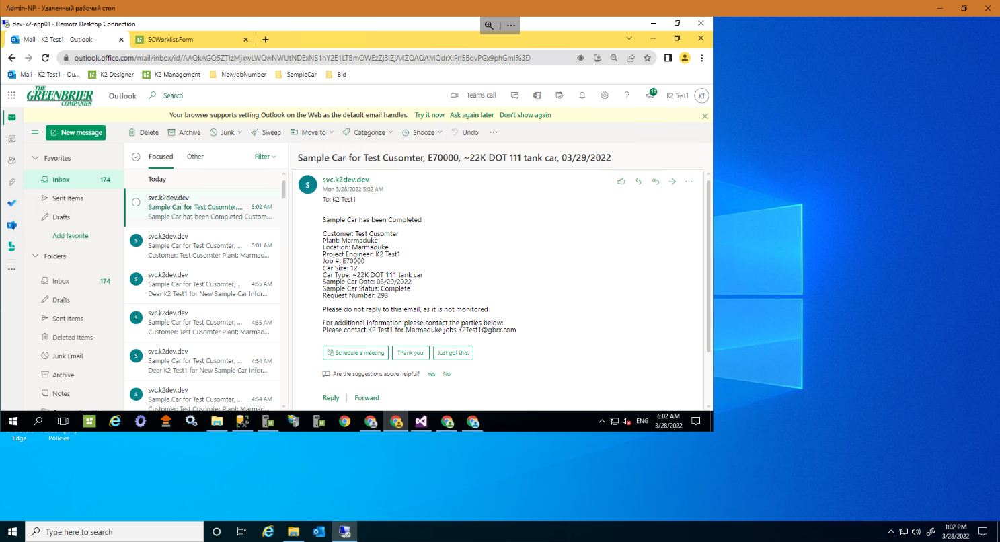 Admin-NP - Удаленный рабочий стол
dev-k2-app01 - Remote Desktop Connection
Mail - K2 Test1 - Outlook
SCWorklist.Form
outlook.office.com/mail/inbox/id/
Mail - K2 Test1 - Ou...
K2 Designer
K2 Management
NewJobNumber
SampleCar
Bid
THE
GREENBRIER
COMPANIES
Outlook
Search
Teams call
11
K2 Test1
KT
Your browser supports setting Outlook on the Web as the default email handler. Try it now Ask again later Don't show again
New message
Delete
Archive
Junk
Sweep
Move to
Categorize
Snooze
Undo
Favorites
Inbox 174
Sent Items
Drafts
Add favorite
Folders
Inbox 174
Drafts
Sent Items
Deleted Items
Junk Email
Archive
Notes
Focused
Other
Filter
Today
svc.k2dev.dev
Sample Car for Test Cusomter,... 5:02 AM
Sample Car has been Completed Custom...
S
svc.k2dev.dev
Sample Car for Test Cusomter, ... 5:01 AM
Customer: Test Cusomter Plant: Marmad...
S
svc.k2dev.dev
Sample Car for Test Cusomter, ... 4:55 AM
Dear K2 Test1 for New Sample Car Infor...
S
svc.k2dev.dev
Sample Car for Test Cusomter, ... 4:55 AM
Customer: Test Cusomter Plant: Marmad...
S
svc.k2dev.dev
Sample Car for Test Cusomter, ... 4:54 AM
Dear K2 Test1 for New Sample Car Infor...
S
svc.k2dev.dev
Sample Car for Test Cusomter, ... 4:54 AM
Customer: Test Cusomter Plant: Marmad...
Sample Car for Test Cusomter, E70000, ~22K DOT 111 tank car, 03/29/2022
S
svc.k2dev.dev
Mon 3/28/2022 5:02 AM
To: K2 Test1
Sample Car has been Completed
Customer: Test Cusomter
Plant: Marmaduke
Location: Marmaduke
Project Engineer: K2 Test1
Job #: E70000
Car Size: 12
Car Type: ~22K DOT 111 tank car
Sample Car Date: 03/29/2022
Sample Car Status: Complete
Request Number: 293
Please do not reply to this email, as it is not monitored
For additional information please contact the parties below:
Please contact K2 Test1 for Marmaduke jobs K2Test1@gbrx.com
Schedule a meeting
Thank you!
Just got this.
Are the suggestions above helpful? Yes No
Reply
Forward
ENG
6:02 AM
3/28/2022
Edge
Policies
Type here to search
1:02 PM
3/28/2022